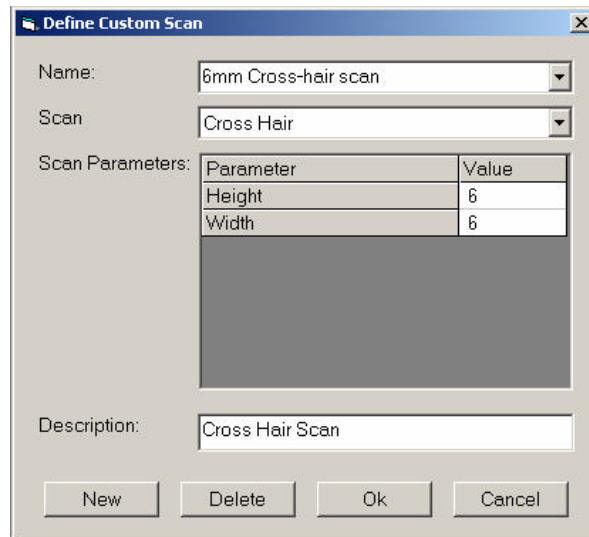 Define Custom Scan
Name: 6mm Cross-hair scan
Scan Cross Hair
Scan Parameters: Parameter Value
Height 6
Width 6
Description: Cross Hair Scan
New Delete Ok Cancel